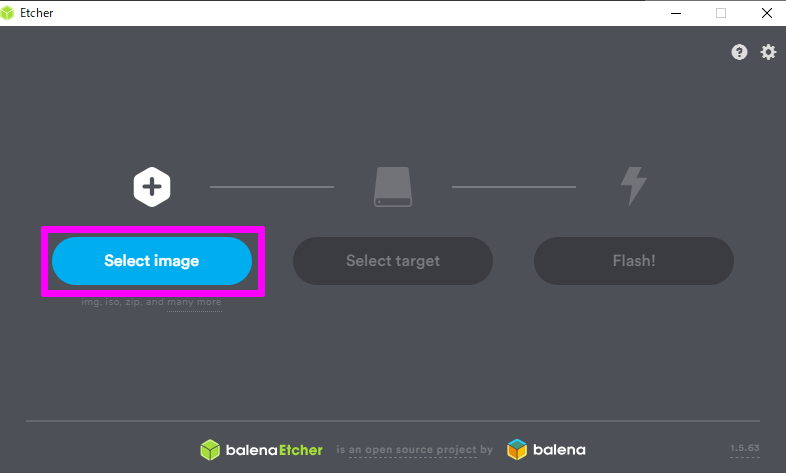 Etcher
?
Select image
Select target
Flash!
img, iso, zip, and many more
balenaEtcher is an open source project by balena
1.5.63